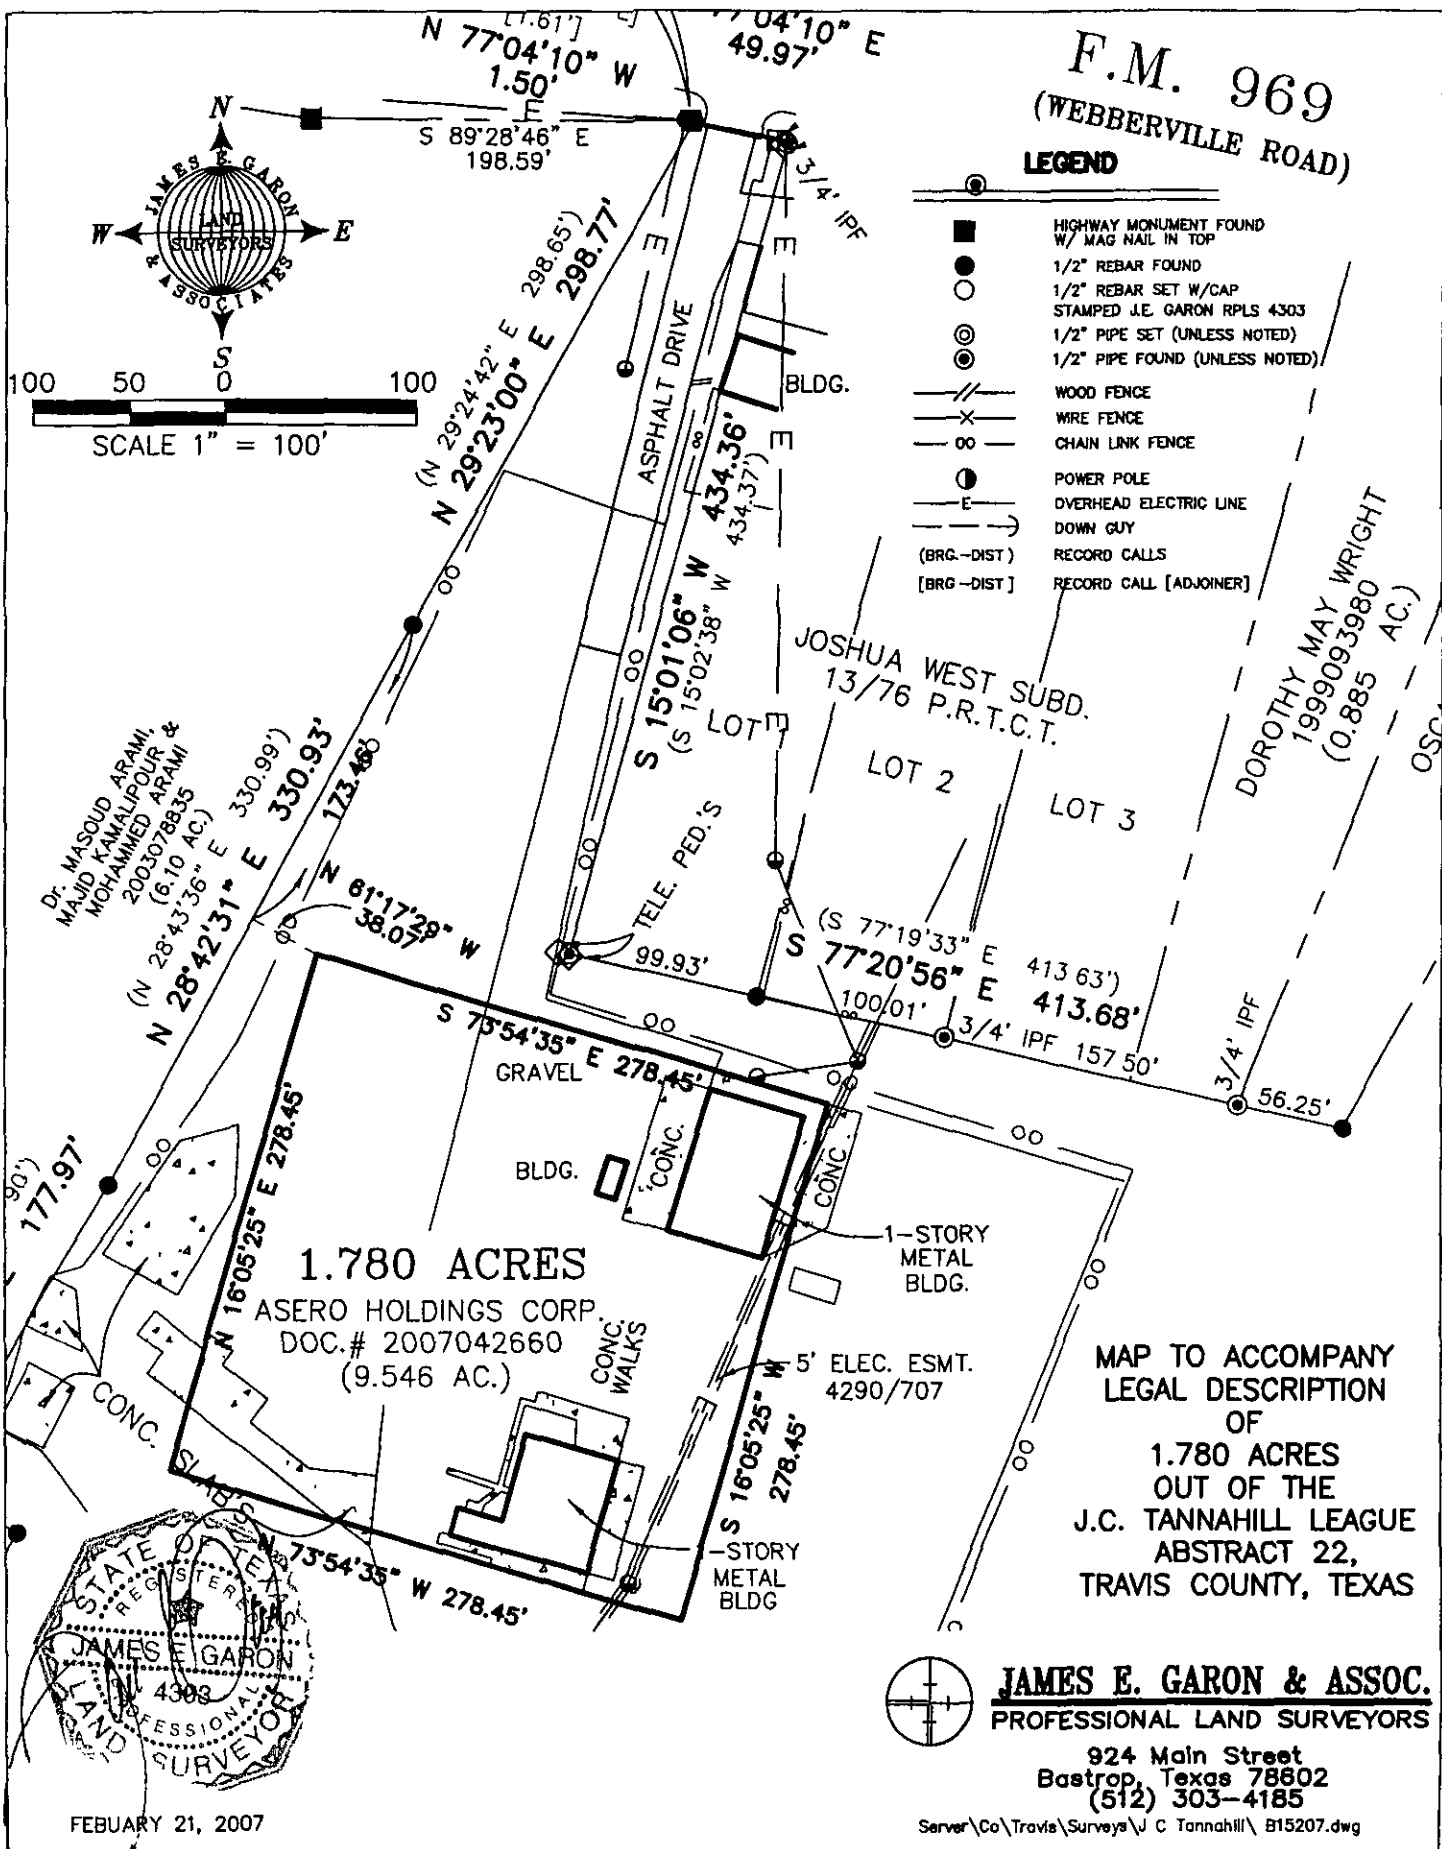 [1.61']
N 77°04'10" W
1.50'
77°04'10" E
49.97'
F.M. 969
(WEBBERVILLE ROAD)
E
S 89°28'46" E
198.59'
N
W
E
S
JAMES E. GARON
& ASSOCIATES
LAND
SURVEYORS
100 50 0 100
SCALE 1" = 100'
LEGEND
HIGHWAY MONUMENT FOUND
W/ MAG NAIL IN TOP
1/2" REBAR FOUND
1/2" REBAR SET W/CAP
STAMPED J.E. GARON RPLS 4303
1/2" PIPE SET (UNLESS NOTED)
1/2" PIPE FOUND (UNLESS NOTED)
WOOD FENCE
WIRE FENCE
CHAIN LINK FENCE
POWER POLE
E OVERHEAD ELECTRIC LINE
DOWN GUY
(BRG.-DIST) RECORD CALLS
[BRG-DIST] RECORD CALL [ADJOINER]
3/4' IPF
E
E
E
E
E
(N 29°24'42" E 298.65')
N 29°23'00" E 298.77'
ASPHALT DRIVE
BLDG.
S 15°01'06" W 434.36'
(S 15°02'38" W 434.37')
JOSHUA WEST SUBD.
13/76 P.R.T.C.T.
LOT 1
LOT 2
LOT 3
DOROTHY MAY WRIGHT
1999093980
(0.885 AC.)
OSCA
Dr. MASOUD ARAMI,
MAJID KAMALIPOUR &
MOHAMMED ARAMI
2003078835
(6.10 AC.)
(N 28°43'36" E 330.99')
N 28°42'31" E 330.93'
173.46'
N 61°17'29" W
38.07'
TELE. PED.'S
99.93'
(S 77°19'33" E 413.63')
S 77°20'56" E 413.68'
100.01'
3/4' IPF 157.50'
3/4' IPF
56.25'
S 73°54'35" E 278.45'
GRAVEL
CONC.
CONC.
BLDG.
1-STORY
METAL
BLDG.
N 16°05'25" E 278.45'
90')
177.97'
1.780 ACRES
ASERO HOLDINGS CORP.
DOC.# 2007042660
(9.546 AC.)
CONC.
WALKS
5' ELEC. ESMT.
4290/707
S 16°05'25" W
278.45'
CONC. SLAB'S
N 73°54'35" W 278.45'
-STORY
METAL
BLDG
MAP TO ACCOMPANY
LEGAL DESCRIPTION
OF
1.780 ACRES
OUT OF THE
J.C. TANNAHILL LEAGUE
ABSTRACT 22,
TRAVIS COUNTY, TEXAS
STATE OF TEXAS
REGISTERED
JAMES E GARON
4303
PROFESSIONAL
LAND SURVEYOR
FEBUARY 21, 2007
JAMES E. GARON & ASSOC.
PROFESSIONAL LAND SURVEYORS
924 Main Street
Bastrop, Texas 78602
(512) 303-4185
Server\Co\Travis\Surveys\J C Tannahill\ B15207.dwg